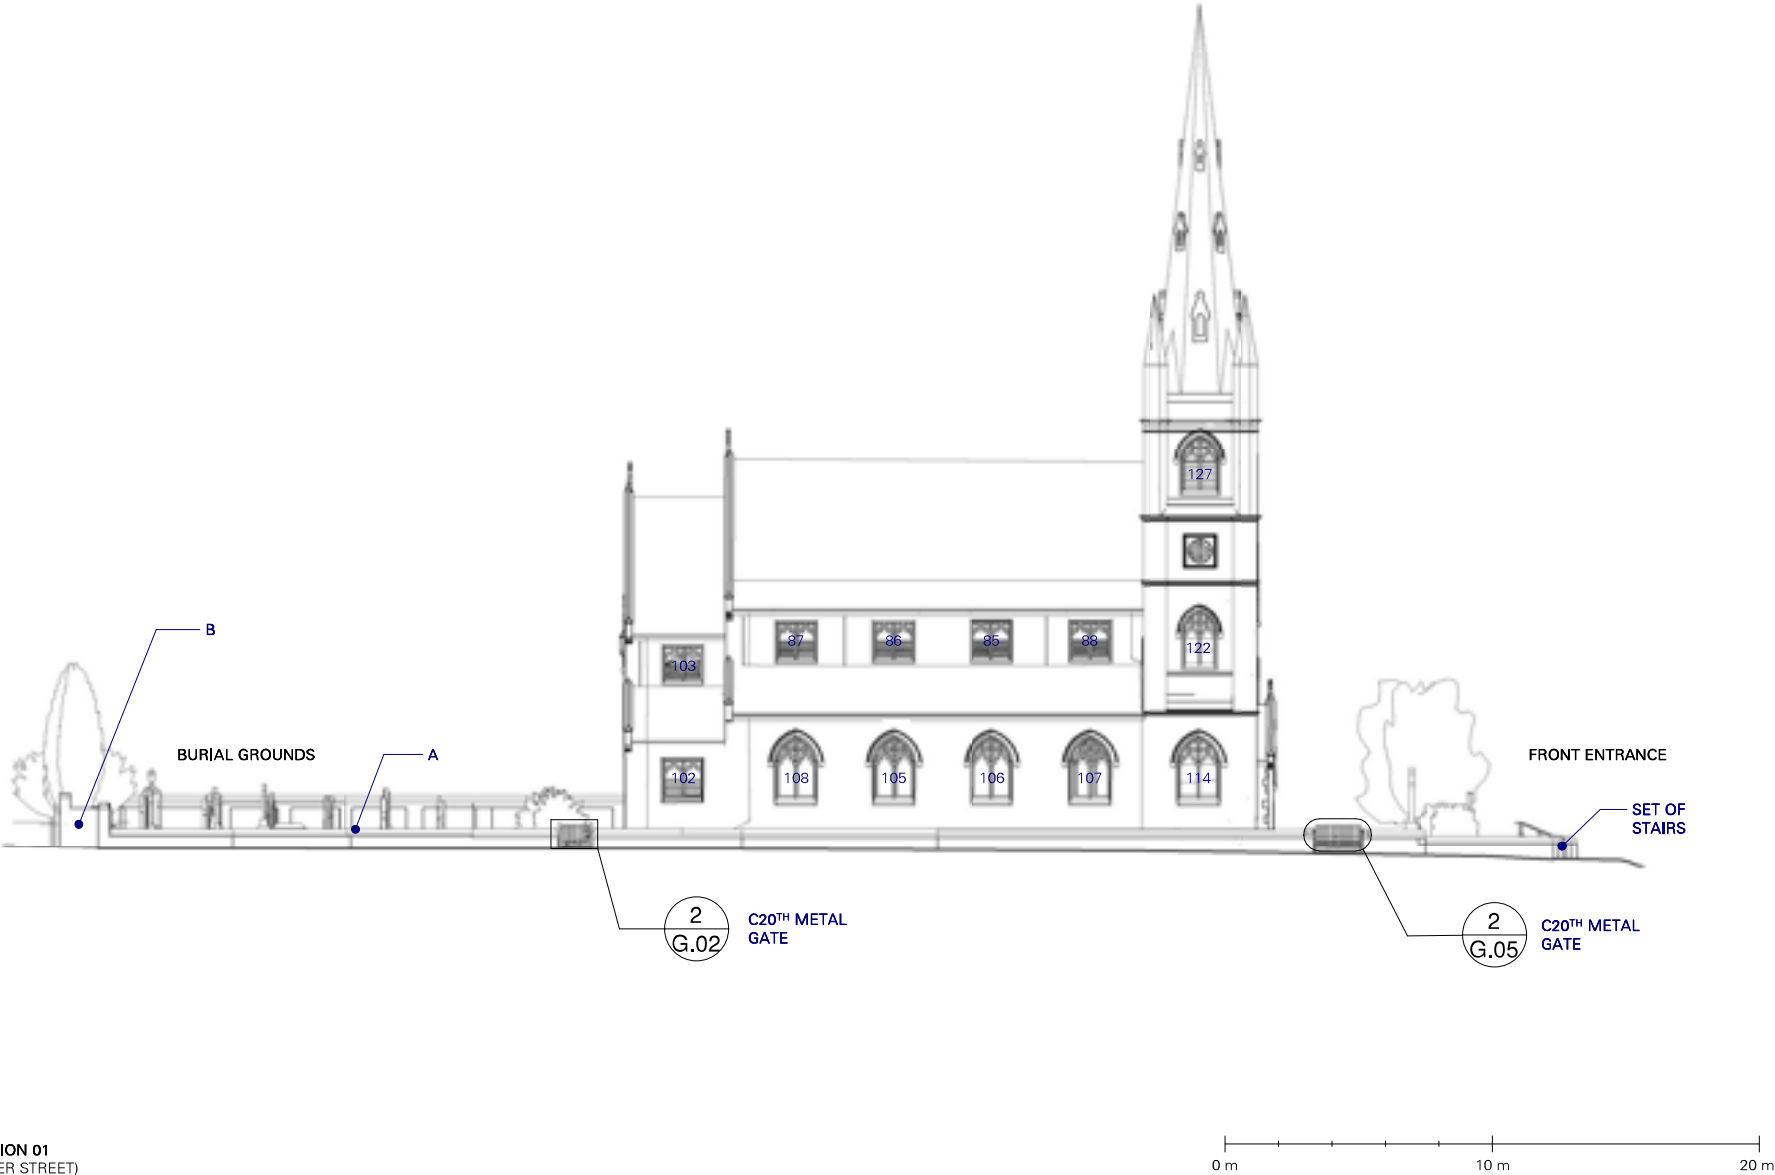 127
87
86
85
88
122
103
B
BURIAL GROUNDS
A
102
108
105
106
107
114
FRONT ENTRANCE
SET OF
STAIRS
2
G.02
C20TH METAL
GATE
2
G.05
C20TH METAL
GATE
ION 01
ER STREET)
0 m
10 m
20 m